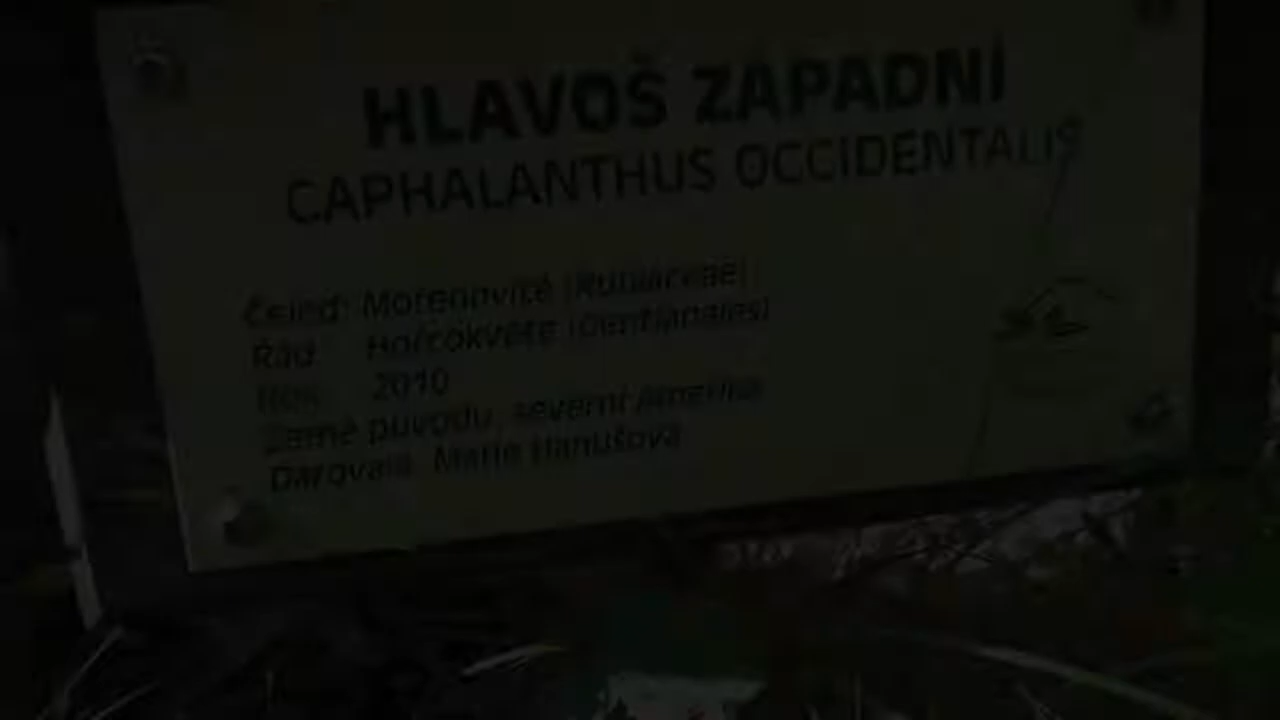 HLAVOŠ ZÁPADNÍ
CAPHALANTHUS OCCIDENTALIS
Čeleď: Mořenovité (Rubiaceae)
Řád: Hořcokvěté (Gentianales)
Rok: 2010
Země původu: severní amerika
Darovala: Marie Hanušová